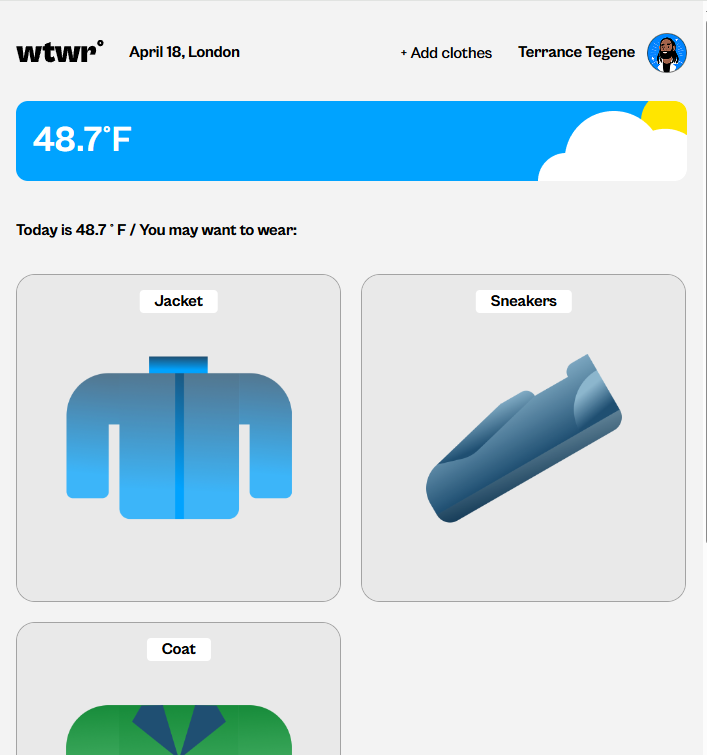 wtwr°
April 18, London
+ Add clothes
Terrance Tegene
48.7°F
Today is 48.7 ° F / You may want to wear:
Jacket
Sneakers
Coat